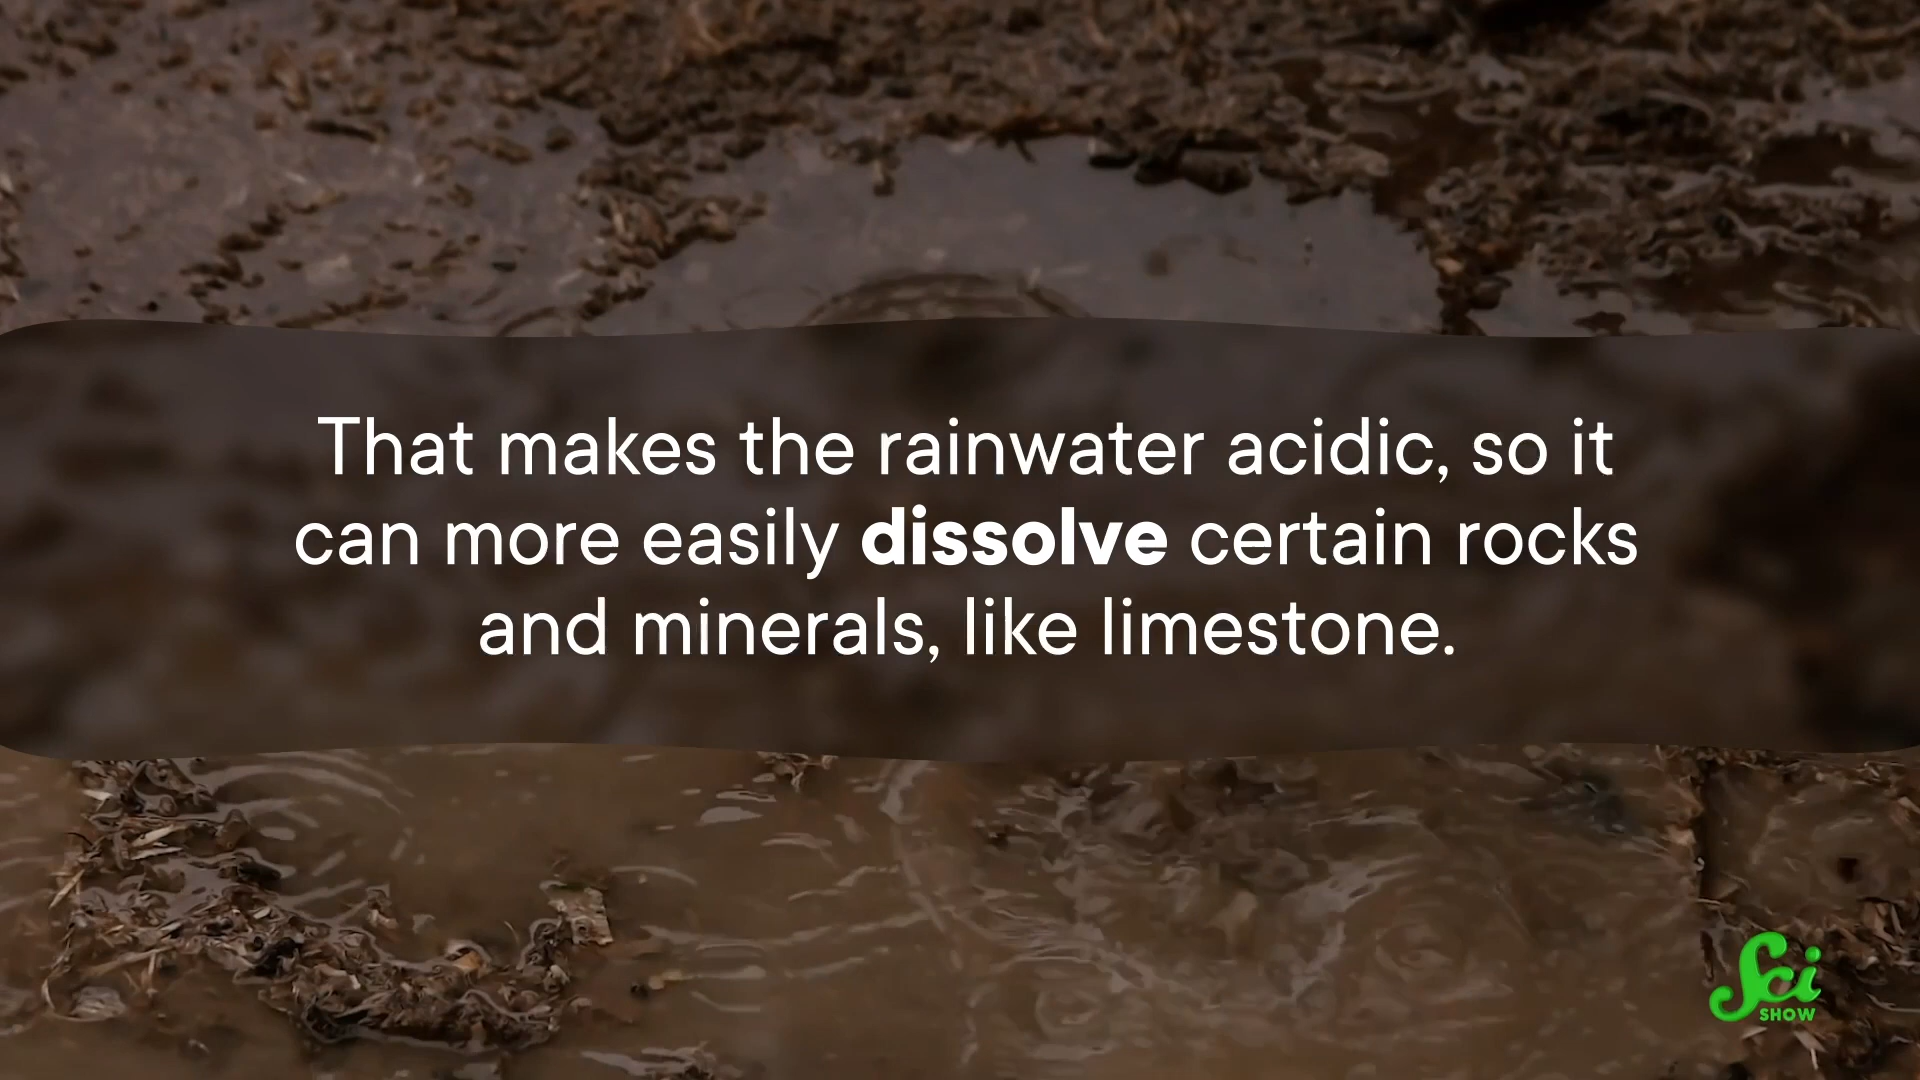 That makes the rainwater acidic, so it
can more easily dissolve certain rocks
and minerals, like limestone.
Sci
SHOW